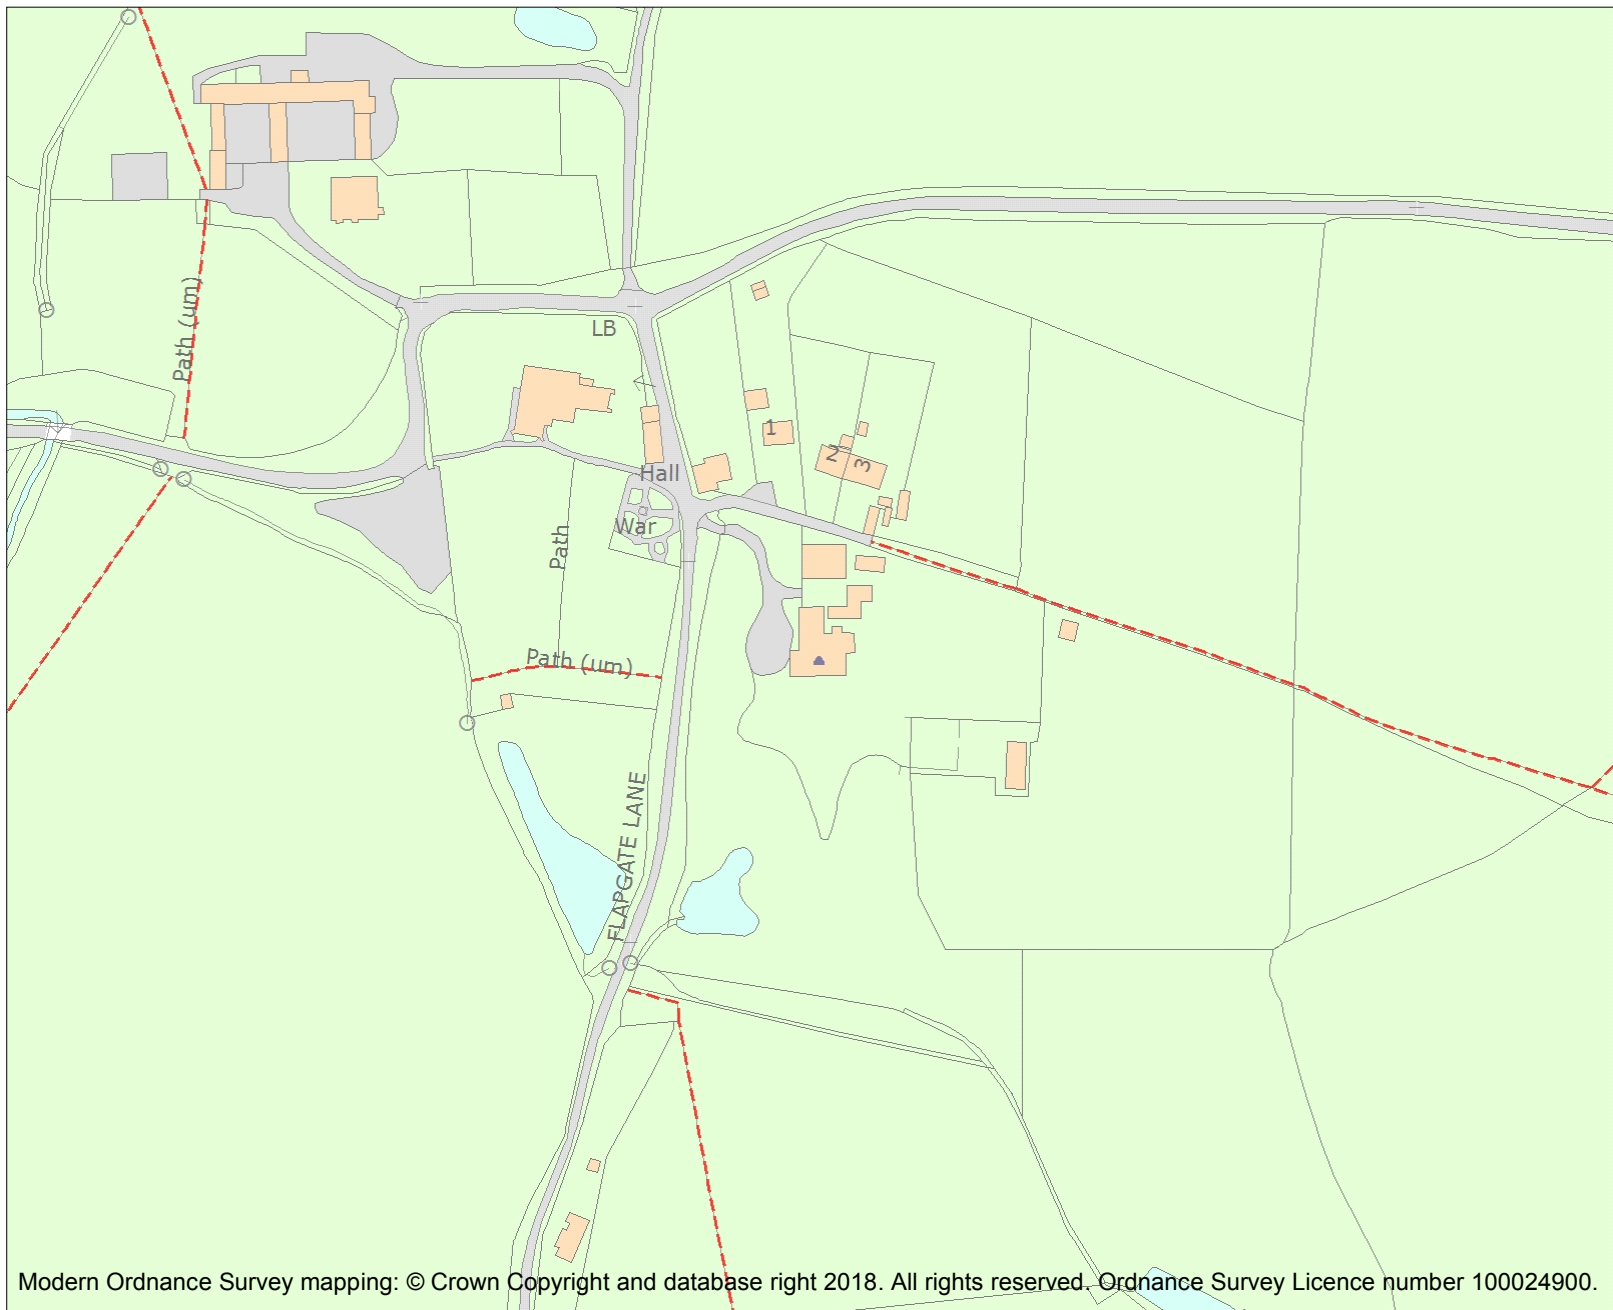 Path (um)
LB
1
2
3
Hall
War
Path
Path (um)
FLAPGATE LANE
Modern Ordnance Survey mapping: © Crown Copyright and database right 2018. All rights reserved. Ordnance Survey Licence number 100024900.